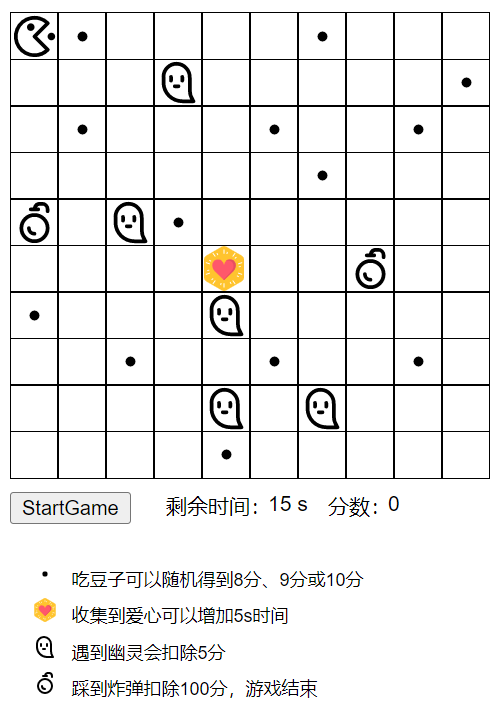 StartGame 剩余时间：15 s 分数：0
吃豆子可以随机得到8分、9分或10分
收集到爱心可以增加5s时间
遇到幽灵会扣除5分
踩到炸弹扣除100分，游戏结束